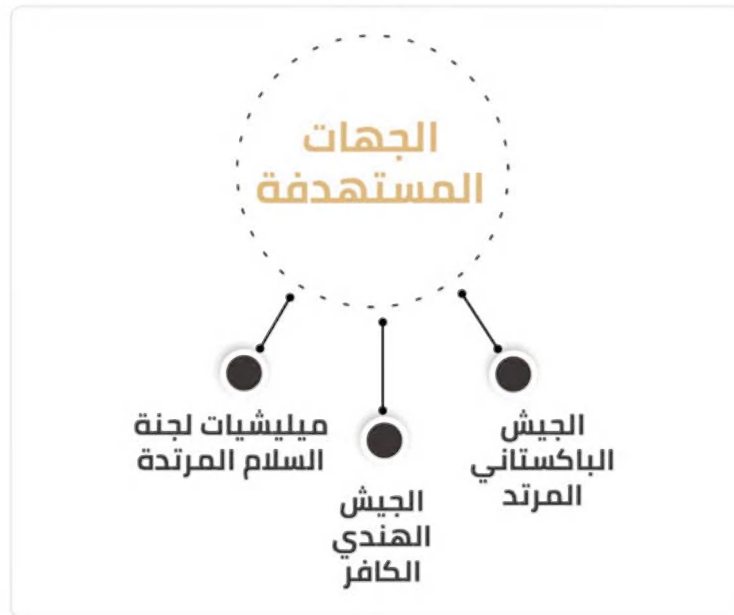 الجهات
المستهدفة
الجيش
الباكستاني
المرتد
الجيش
الهندي
الكافر
ميليشيات لجنة
السلام المرتدة